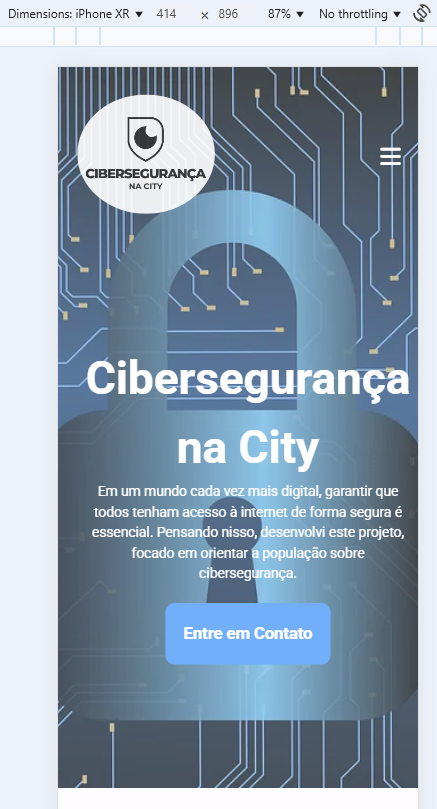 Dimensions: iPhone XR 414 × 896 87% No throttling
CIBERSEGURANÇA
NA CITY
Cibersegurança
na City
Em um mundo cada vez mais digital, garantir que
todos tenham acesso à internet de forma segura é
essencial. Pensando nisso, desenvolvi este projeto,
focado em orientar a população sobre
cibersegurança.
Entre em Contato